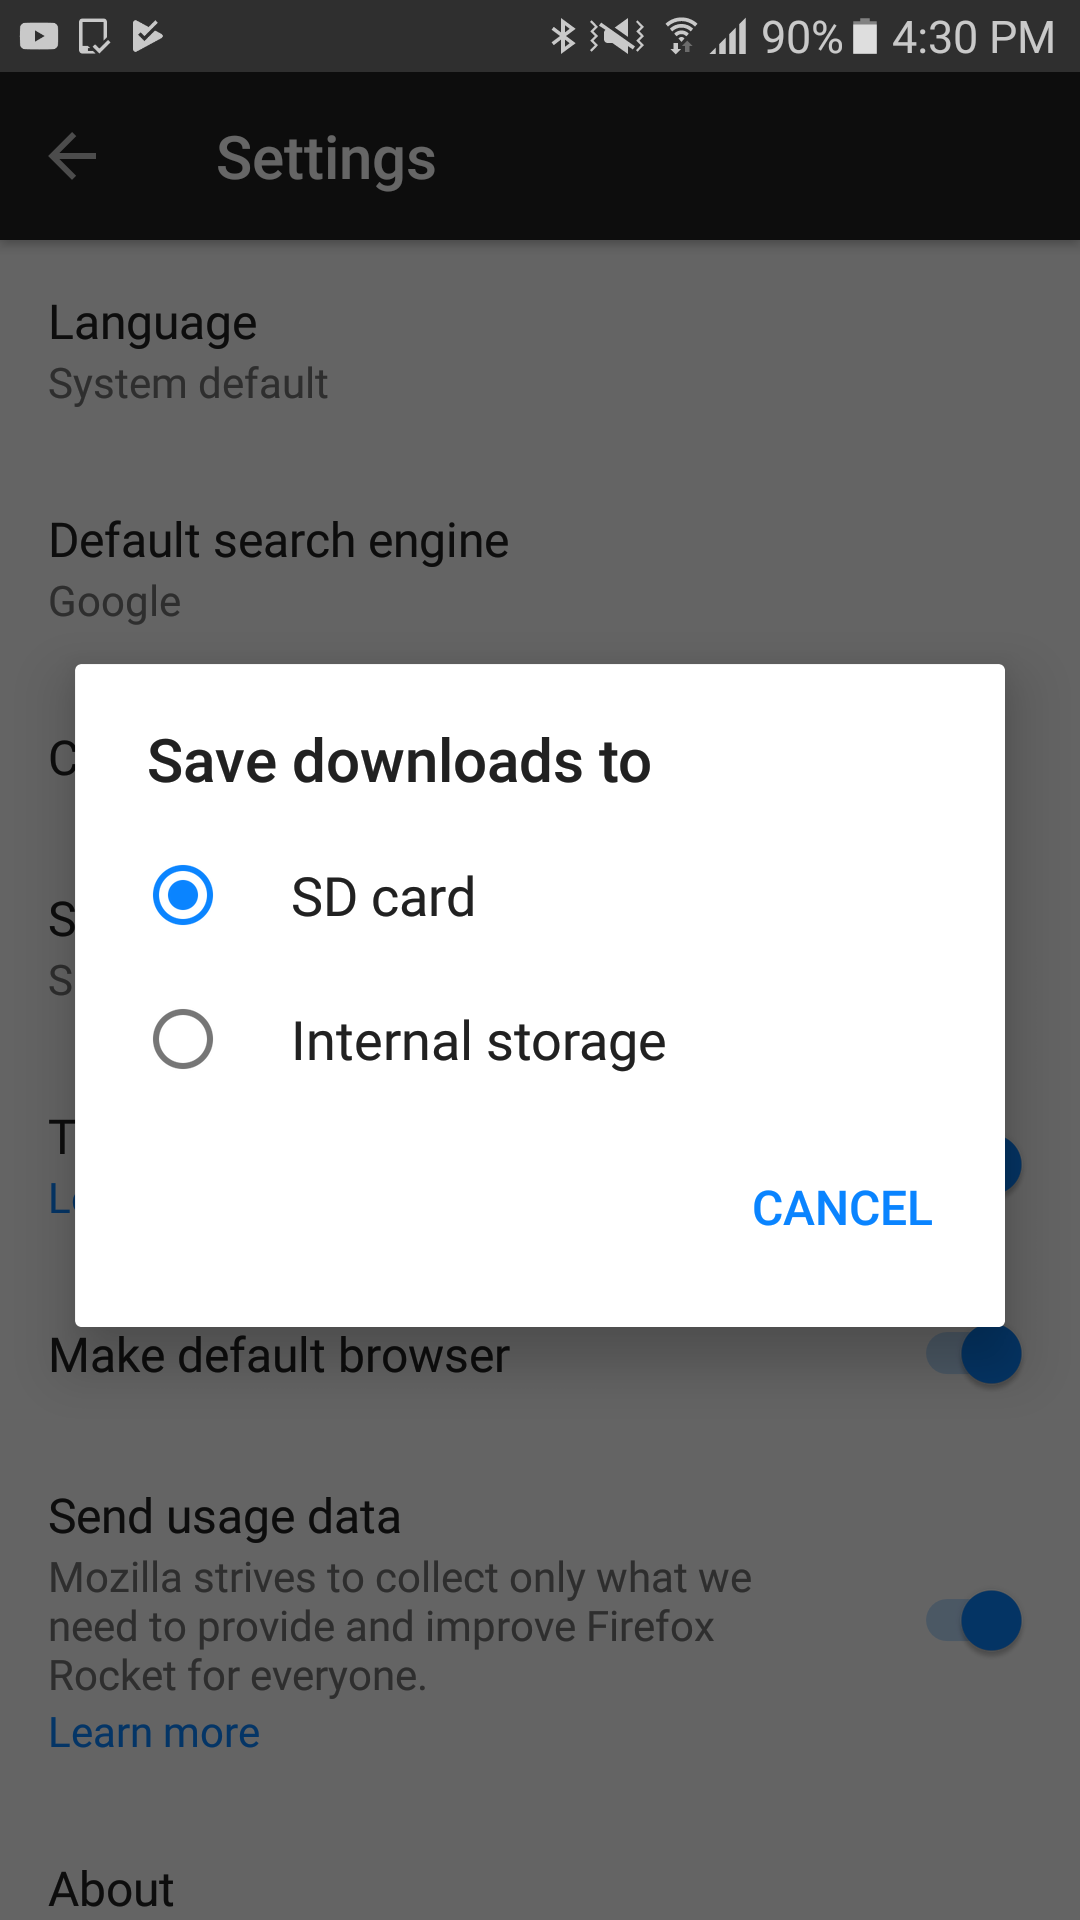 90% 4:30 PM
Settings
Language
System default
Default search engine
Google
Save downloads to
SD card
Internal storage
CANCEL
Make default browser
Send usage data
Mozilla strives to collect only what we
need to provide and improve Firefox
Rocket for everyone.
Learn more
About